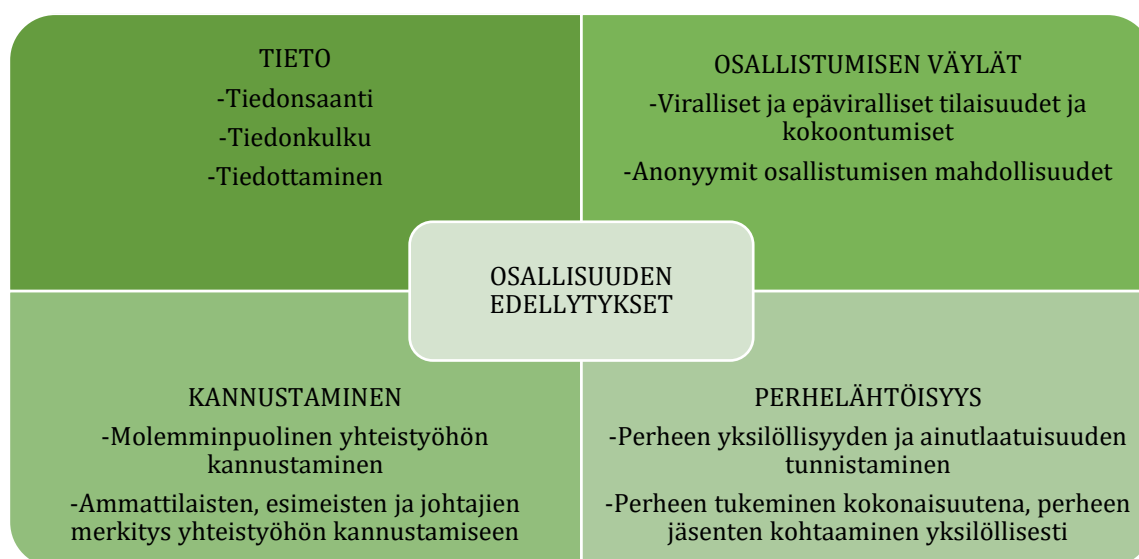 TIETO
-Tiedonsaanti
-Tiedonkulku
-Tiedottaminen
OSALLISTUMISEN VÄYLÄT
-Viralliset ja epäviralliset tilaisuudet ja
kokoontumiset
-Anonyymit osallistumisen mahdollisuudet
OSALLISUUDEN
EDELLYTYKSET
KANNUSTAMINEN
-Molemminpuolinen yhteistyöhön
kannustaminen
-Ammattilaisten, esimeisten ja johtajien
merkitys yhteistyöhön kannustamiseen
PERHELÄHTÖISYYS
-Perheen yksilöllisyyden ja ainutlaatuisuuden
tunnistaminen
-Perheen tukeminen kokonaisuutena, perheen
jäsenten kohtaaminen yksilöllisesti